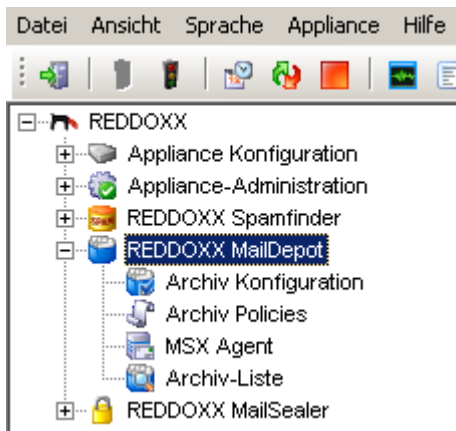 Datei Ansicht Sprache Appliance Hilfe
REDDOXX
Appliance Konfiguration
Appliance-Administration
REDDOXX Spamfinder
REDDOXX MailDepot
Archiv Konfiguration
Archiv Policies
MSX Agent
Archiv-Liste
REDDOXX MailSealer